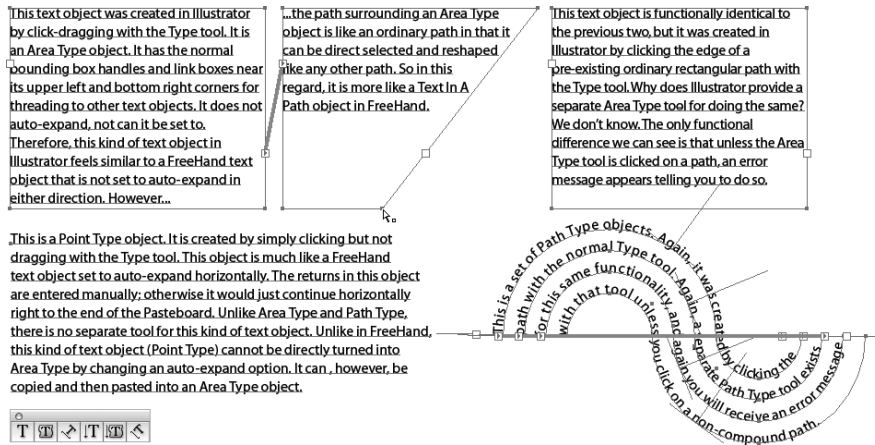 This text object was created in Illustrator
by click-dragging with the Type tool. It is
an Area Type object. It has the normal
bounding box handles and link boxes near
its upper left and bottom right corners for
threading to other text objects. It does not
auto-expand, not can it be set to.
Therefore, this kind of text object in
Illustrator feels similar to a FreeHand text
object that is not set to auto-expand in
either direction. However...
...the path surrounding an Area Type
object is like an ordinary path in that it
can be direct selected and reshaped
like any other path. So in this
regard, it is more like a Text In A
Path object in FreeHand.
This text object is functionally identical to
the previous two, but it was created in
Illustrator by clicking the edge of a
pre-existing ordinary rectangular path with
the Type tool. Why does Illustrator provide a
separate Area Type tool for doing the same?
We don't know. The only functional
difference we can see is that unless the Area
Type tool is clicked on a path, an error
message appears telling you to do so.
This is a Point Type object. It is created by simply clicking but not
dragging with the Type tool. This object is much like a FreeHand
text object set to auto-expand horizontally. The returns in this object
are entered manually; otherwise it would just continue horizontally
right to the end of the Pasteboard. Unlike Area Type and Path Type,
there is no separate tool for this kind of text object. Unlike in FreeHand,
this kind of text object (Point Type) cannot be directly turned into
Area Type by changing an auto-expand option. It can , however, be
copied and then pasted into an Area Type object.
This is a set of Path Type objects. Again, it was created by clicking the
path with the normal Type tool. Again, a separate Path Type tool exists
for this same functionality, and again you will receive an error message
with that tool unless you click on a non-compound path.